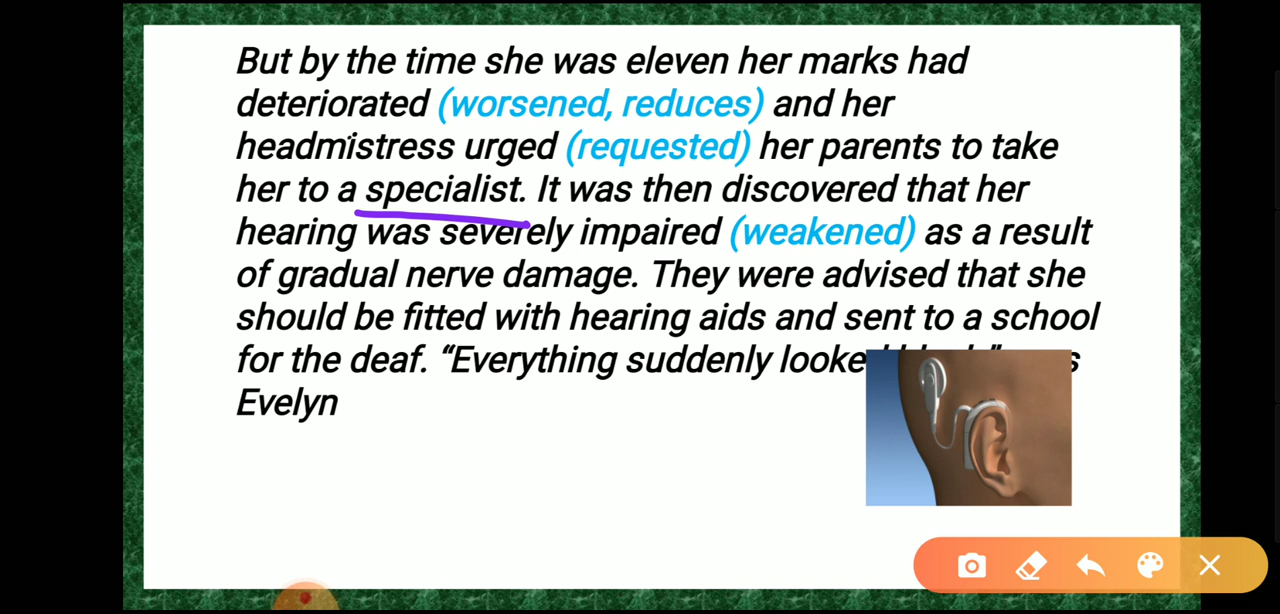 But by the time she was eleven her marks had
deteriorated (worsened, reduces) and her
headmistress urged (requested) her parents to take
her to a specialist. It was then discovered that her
hearing was severely impaired (weakened) as a result
of gradual nerve damage. They were advised that she
should be fitted with hearing aids and sent to a school
for the deaf. “Everything suddenly
Evelyn